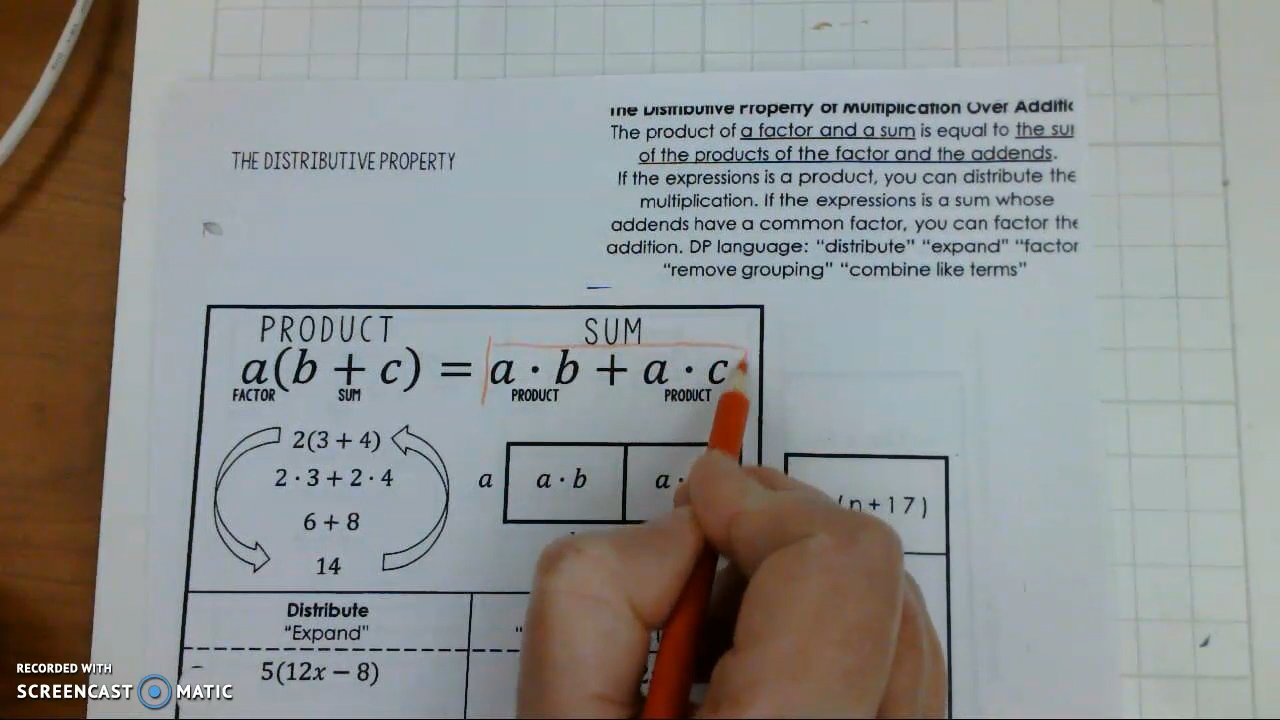 The Distributive Property of Multiplication Over
The product of a factor and a sum is equal to the
of the products of the factor and the addends.
If the expressions is a product, you can distribute the
multiplication. If the expressions is a sum whose
addends have a common factor, you can factor the
addition. DP language: “distribute” “expand” “factor
“remove grouping” “combine like terms”
THE DISTRIBUTIVE PROPERTY
PRODUCT SUM
a(b + c) = a · b + a · c
FACTOR SUM PRODUCT PRODUCT
2(3 + 4)
2 · 3 + 2 · 4
6 + 8
14
a a · b a ·
(n+17)
Distribute
“Expand”
5(12x − 8)
RECORDED WITH
SCREENCAST MATIC